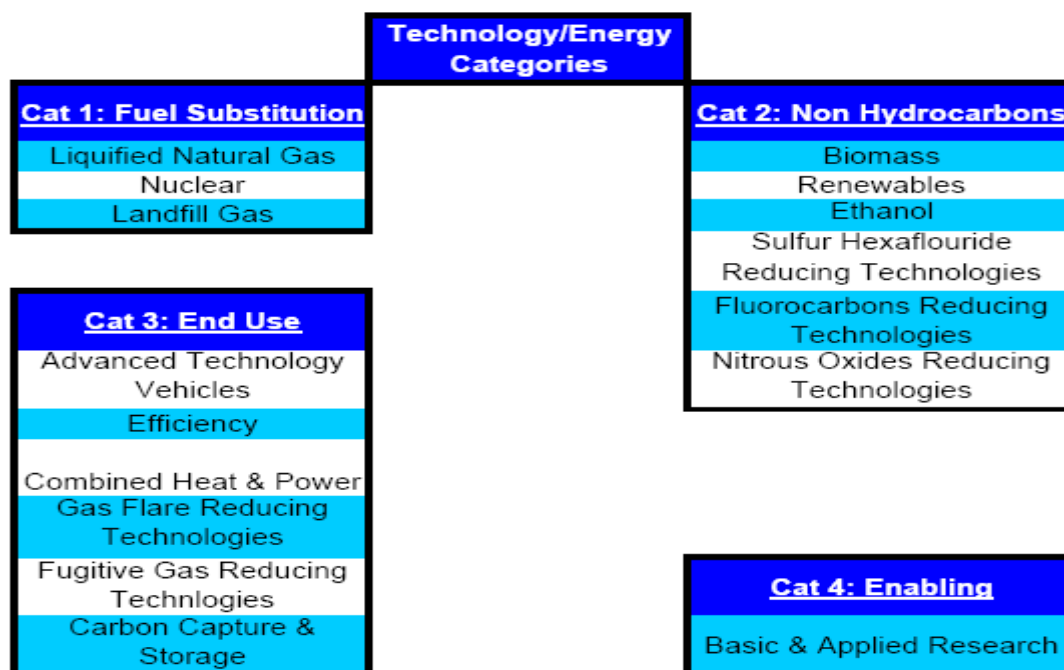 Technology/Energy
Categories
Cat 1: Fuel Substitution
Liquified Natural Gas
Nuclear
Landfill Gas
Cat 2: Non Hydrocarbons
Biomass
Renewables
Ethanol
Sulfur Hexaflouride
Reducing Technologies
Fluorocarbons Reducing
Technologies
Nitrous Oxides Reducing
Technologies
Cat 3: End Use
Advanced Technology
Vehicles
Efficiency
Combined Heat & Power
Gas Flare Reducing
Technologies
Fugitive Gas Reducing
Technlogies
Carbon Capture &
Storage
Cat 4: Enabling
Basic & Applied Research